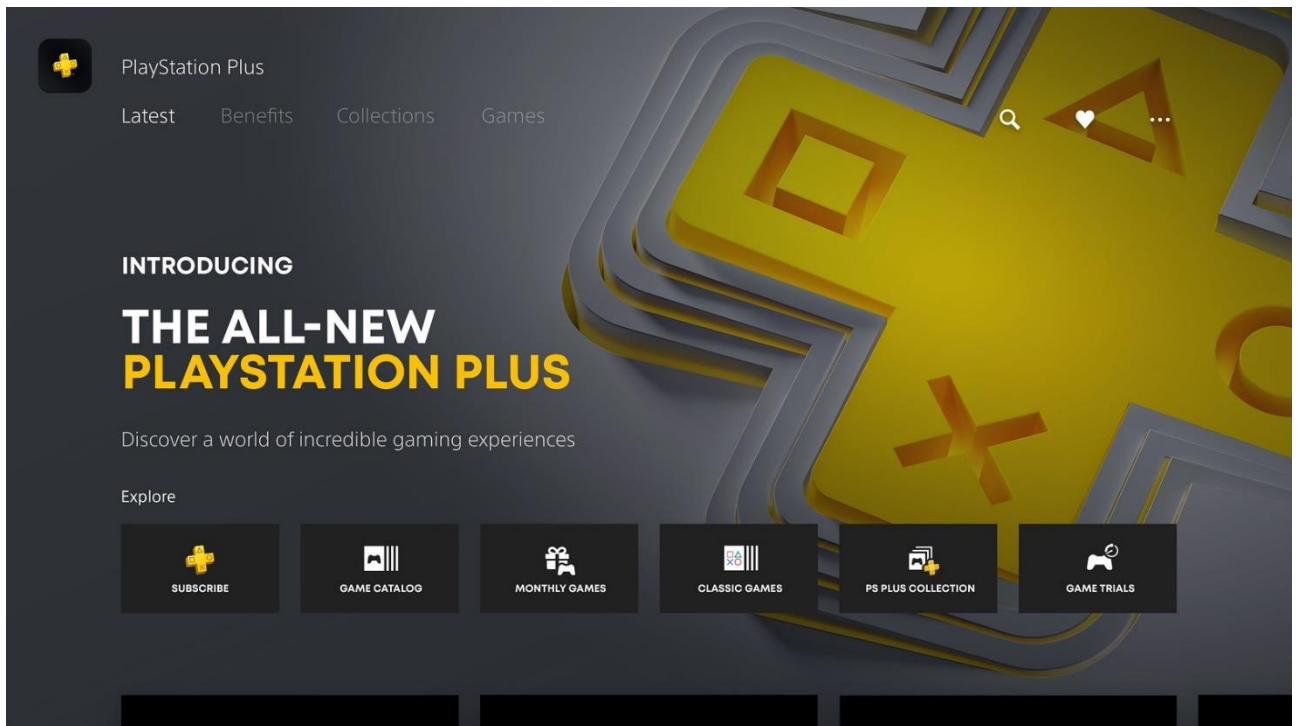 PlayStation Plus
Latest Benefits Collections Games
INTRODUCING
THE ALL-NEW
PLAYSTATION PLUS
Discover a world of incredible gaming experiences
Explore
SUBSCRIBE GAME CATALOG MONTHLY GAMES CLASSIC GAMES PS PLUS COLLECTION GAME TRIALS